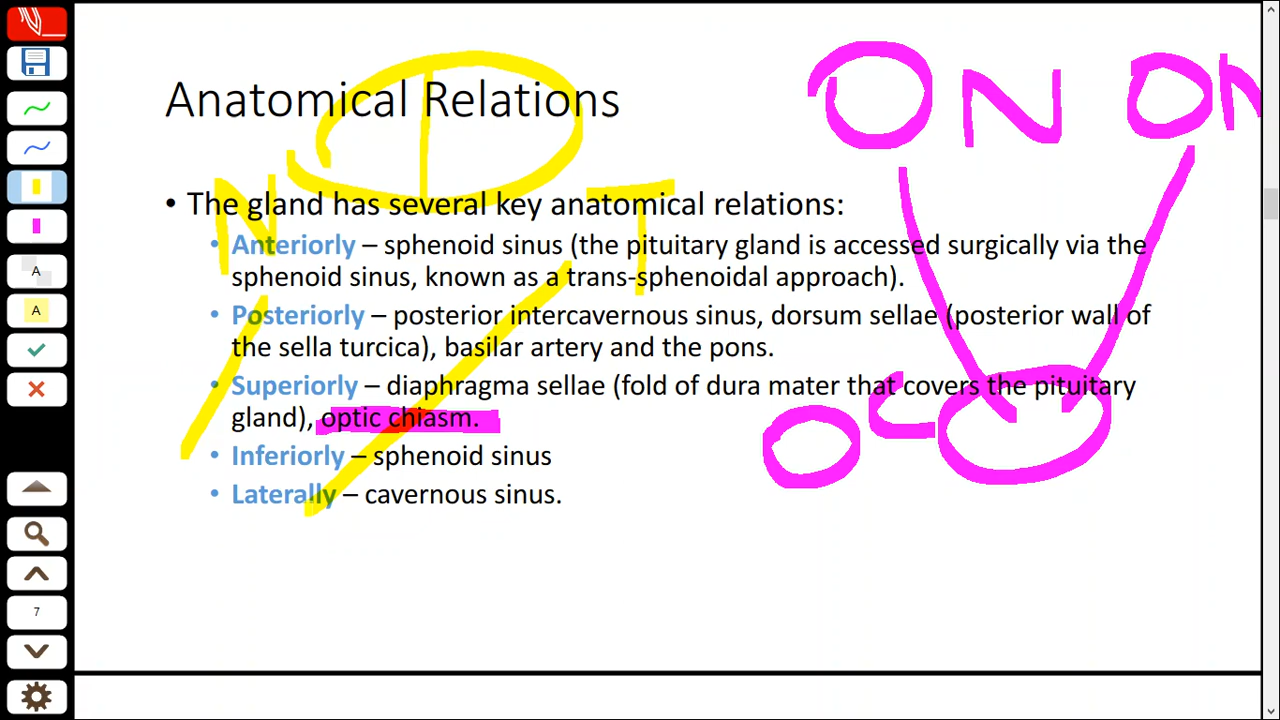 Anatomical Relations
ON ON
N T
• The gland has several key anatomical relations:
• Anteriorly – sphenoid sinus (the pituitary gland is accessed surgically via the
sphenoid sinus, known as a trans-sphenoidal approach).
• Posteriorly – posterior intercavernous sinus, dorsum sellae (posterior wall of
the sella turcica), basilar artery and the pons.
• Superiorly – diaphragma sellae (fold of dura mater that covers the pituitary
gland), optic chiasm.
OC
• Inferiorly – sphenoid sinus
• Laterally – cavernous sinus.
A
A
7